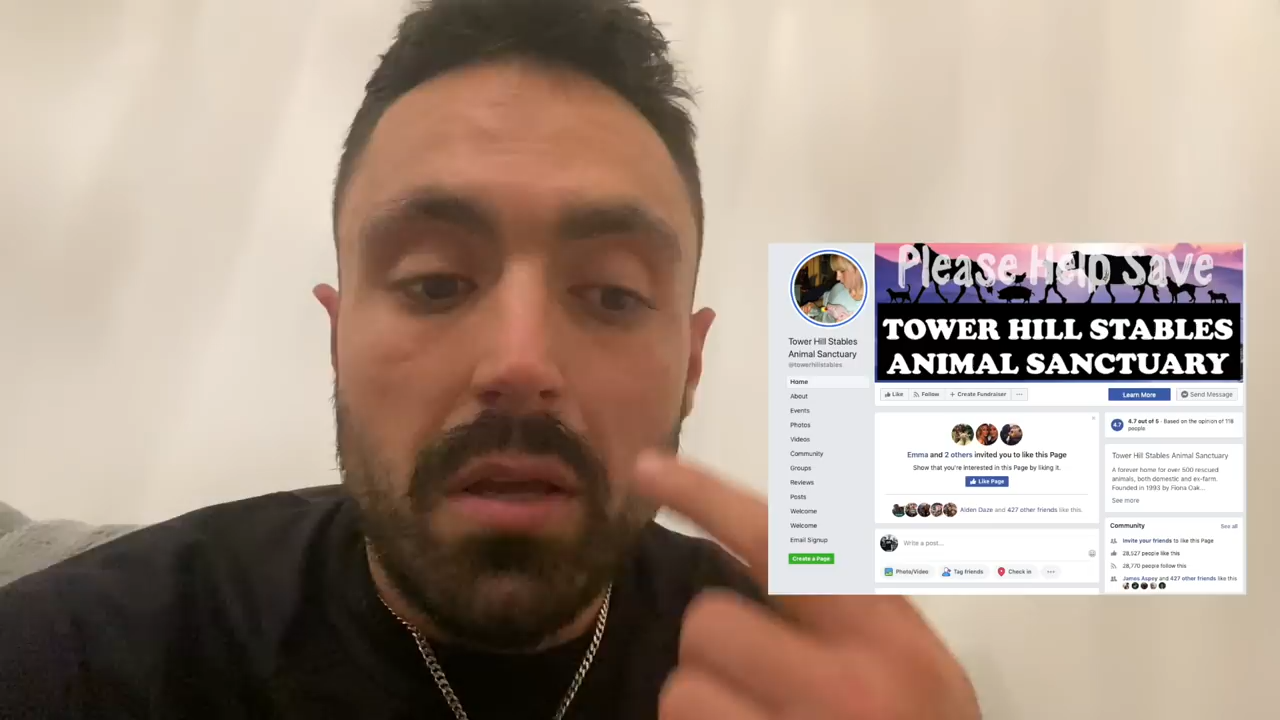 Please Help Save
TOWER HILL STABLES
ANIMAL SANCTUARY
Tower Hill Stables
Animal Sanctuary
@towerhillstables
Home
About
Events
Photos
Videos
Community
Groups
Reviews
Posts
Welcome
Welcome
Email Signup
Create a Page
Like
Follow
+ Create Fundraiser
...
Learn More
Send Message
Emma and 2 others invited you to like this Page
Show that you're interested in this Page by liking it.
Like Page
Aiden Daze and 427 other friends like this.
Write a post...
Photo/Video
Tag friends
Check in
...
4.7
4.7 out of 5 · Based on the opinion of 118
people
Tower Hill Stables Animal Sanctuary
A forever home for over 500 rescued
animals, both domestic and ex-farm.
Founded in 1993 by Fiona Oak...
See more
Community
See all
Invite your friends to like this Page
28,527 people like this
28,770 people follow this
James Aspey and 427 other friends like this